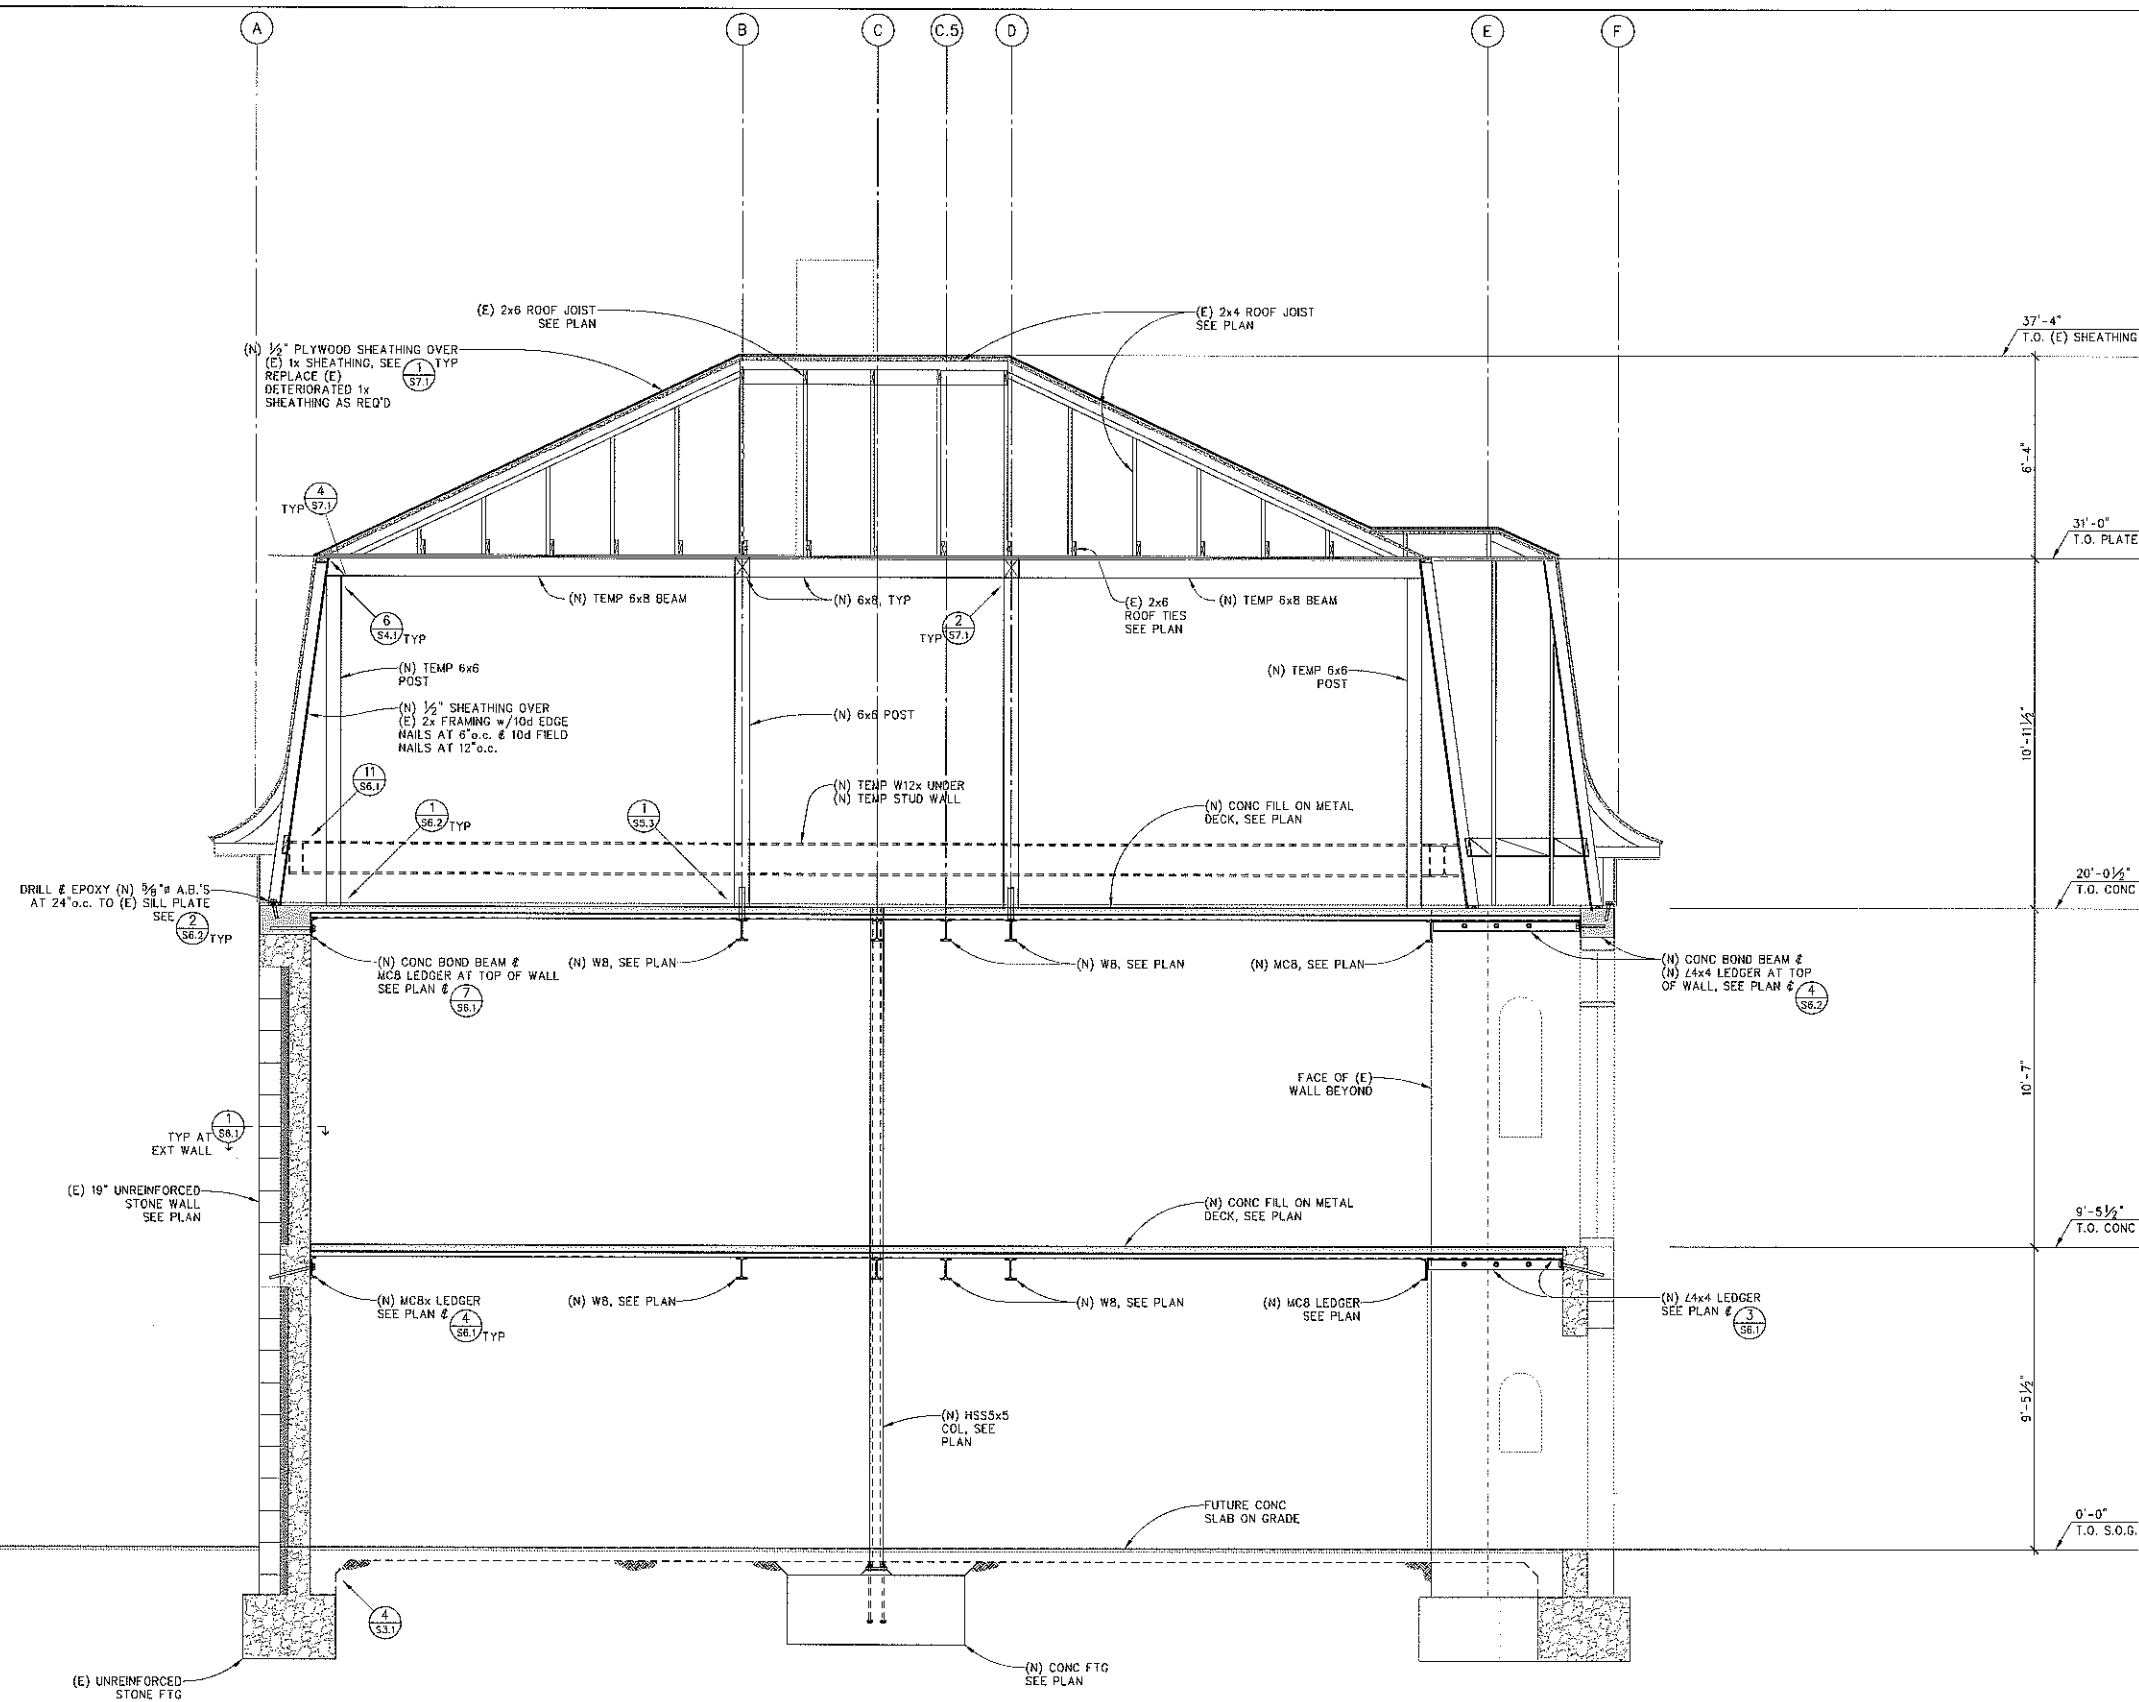 A
B
C
C.5
D
E
F
(E) 2x6 ROOF JOIST
SEE PLAN
(E) 2x4 ROOF JOIST
SEE PLAN
37'-4"
T.O. (E) SHEATHING
(N) ½" PLYWOOD SHEATHING OVER
(E) 1x SHEATHING, SEE 1 TYP
S7.1
REPLACE (E)
DETERIORATED 1x
SHEATHING AS REQ'D
6'-4"
4
TYP S7.1
31'-0"
T.O. PLATE
(N) TEMP 6x8 BEAM
(N) 6x8, TYP
(E) 2x6
ROOF TIES
SEE PLAN
(N) TEMP 6x8 BEAM
6
S4.1 TYP
2
TYP S7.1
(N) TEMP 6x6
POST
(N) TEMP 6x6
POST
(N) ½" SHEATHING OVER
(E) 2x FRAMING w/10d EDGE
NAILS AT 6"o.c. & 10d FIELD
NAILS AT 12"o.c.
(N) 6x6 POST
10'-11½"
11
S6.1
(N) TEMP W12x UNDER
(N) TEMP STUD WALL
1
S6.2 TYP
1
S5.3
(N) CONC FILL ON METAL
DECK, SEE PLAN
DRILL & EPOXY (N) ⅝"ø A.B.'S
AT 24"o.c. TO (E) SILL PLATE
SEE
2
S6.2 TYP
20'-0½"
T.O. CONC
(N) CONC BOND BEAM &
MC8 LEDGER AT TOP OF WALL
SEE PLAN & 7
S6.1
(N) W8, SEE PLAN
(N) W8, SEE PLAN
(N) MC8, SEE PLAN
(N) CONC BOND BEAM &
(N) ∠4x4 LEDGER AT TOP
OF WALL, SEE PLAN & 4
S6.2
FACE OF (E)
WALL BEYOND
10'-7"
1
S8.1
TYP AT
EXT WALL
(E) 19" UNREINFORCED
STONE WALL
SEE PLAN
(N) CONC FILL ON METAL
DECK, SEE PLAN
9'-5½"
T.O. CONC
(N) MC8x LEDGER
SEE PLAN & 4
S6.1 TYP
(N) W8, SEE PLAN
(N) W8, SEE PLAN
(N) MC8 LEDGER
SEE PLAN
(N) ∠4x4 LEDGER
SEE PLAN & 3
S6.1
(N) HSS5x5
COL, SEE
PLAN
9'-5½"
FUTURE CONC
SLAB ON GRADE
0'-0"
T.O. S.O.G.
4
S3.1
(E) UNREINFORCED
STONE FTG
(N) CONC FTG
SEE PLAN